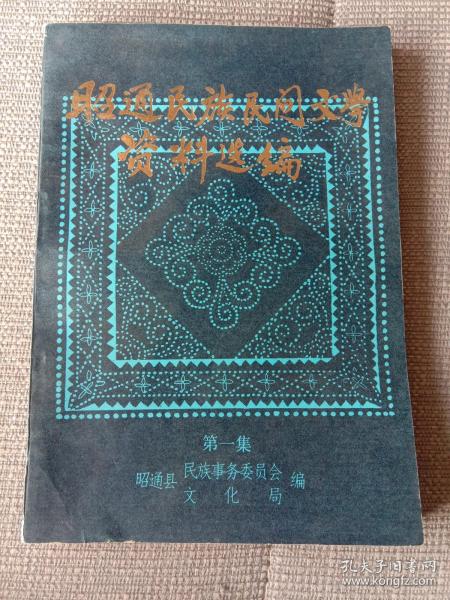 昭通民族民间文学
资料选编
第一集
昭通县 民族事务委员会 编
文化局
孔夫子旧书网
www.kongfz.com